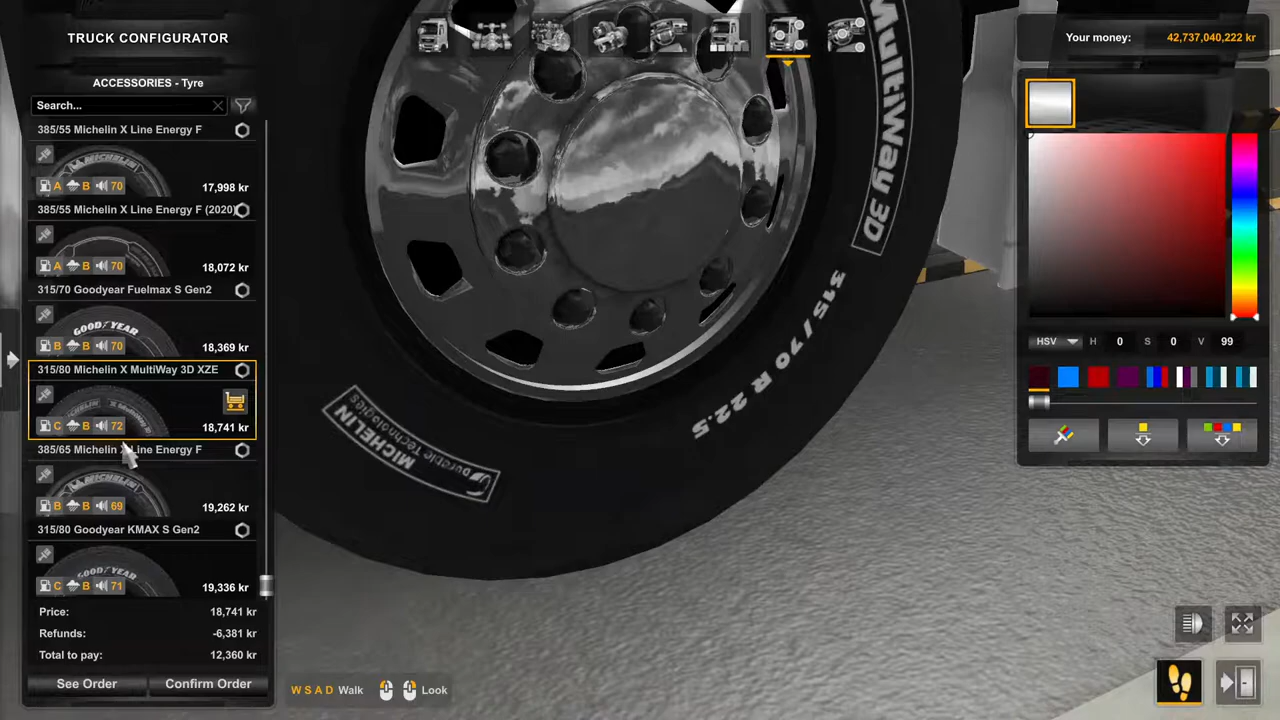 TRUCK CONFIGURATOR
ACCESSORIES - Tyre
Search...
385/55 Michelin X Line Energy F
MICHELIN
A B 70
17,998 kr
385/55 Michelin X Line Energy F (2020)
A B 70
18,072 kr
315/70 Goodyear Fuelmax S Gen2
GOODYEAR
B B 70
18,369 kr
315/80 Michelin X MultiWay 3D XZE
C B 72
18,741 kr
385/65 Michelin X Line Energy F
MICHELIN
B B 69
19,262 kr
315/80 Goodyear KMAX S Gen2
GOODYEAR
C B 71
19,336 kr
Price: 18,741 kr
Refunds: -6,381 kr
Total to pay: 12,360 kr
See Order
Confirm Order
MultiWay 3D
315/70 R 22.5
MICHELIN
Durable Technologies
W S A D Walk
Look
Your money: 42,737,040,222 kr
HSV H 0 S 0 V 99